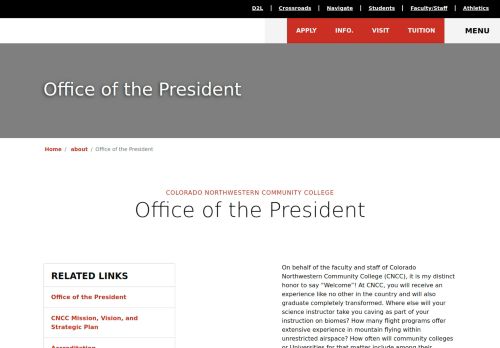 D2L | Crossroads | Navigate | Students | Faculty/Staff | Athletics
APPLY INFO. VISIT TUITION MENU
Office of the President
Home / about / Office of the President
COLORADO NORTHWESTERN COMMUNITY COLLEGE
Office of the President
RELATED LINKS
Office of the President
CNCC Mission, Vision, and
Strategic Plan
Accreditation
On behalf of the faculty and staff of Colorado
Northwestern Community College (CNCC), it is my distinct
honor to say "Welcome"! At CNCC, you will receive an
experience like no other in the country and will also
graduate completely transformed. Where else will your
science instructor take you caving as part of your
instruction on biomes? How many flight programs offer
extensive experience in mountain flying within
unrestricted airspace? How often will community colleges
or Universities for that matter include among their